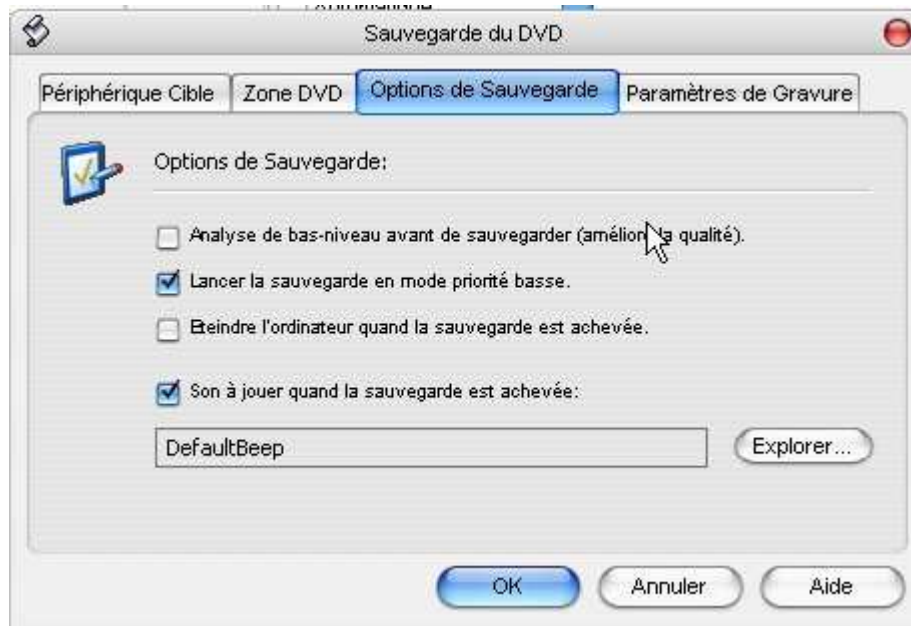 Sauvegarde du DVD
Périphérique Cible Zone DVD Options de Sauvegarde Paramètres de Gravure
Options de Sauvegarde:
Analyse de bas-niveau avant de sauvegarder (amélion la qualité).
Lancer la sauvegarde en mode priorité basse.
Eteindre l'ordinateur quand la sauvegarde est achevée.
Son à jouer quand la sauvegarde est achevée:
DefaultBeep Explorer...
OK Annuler Aide